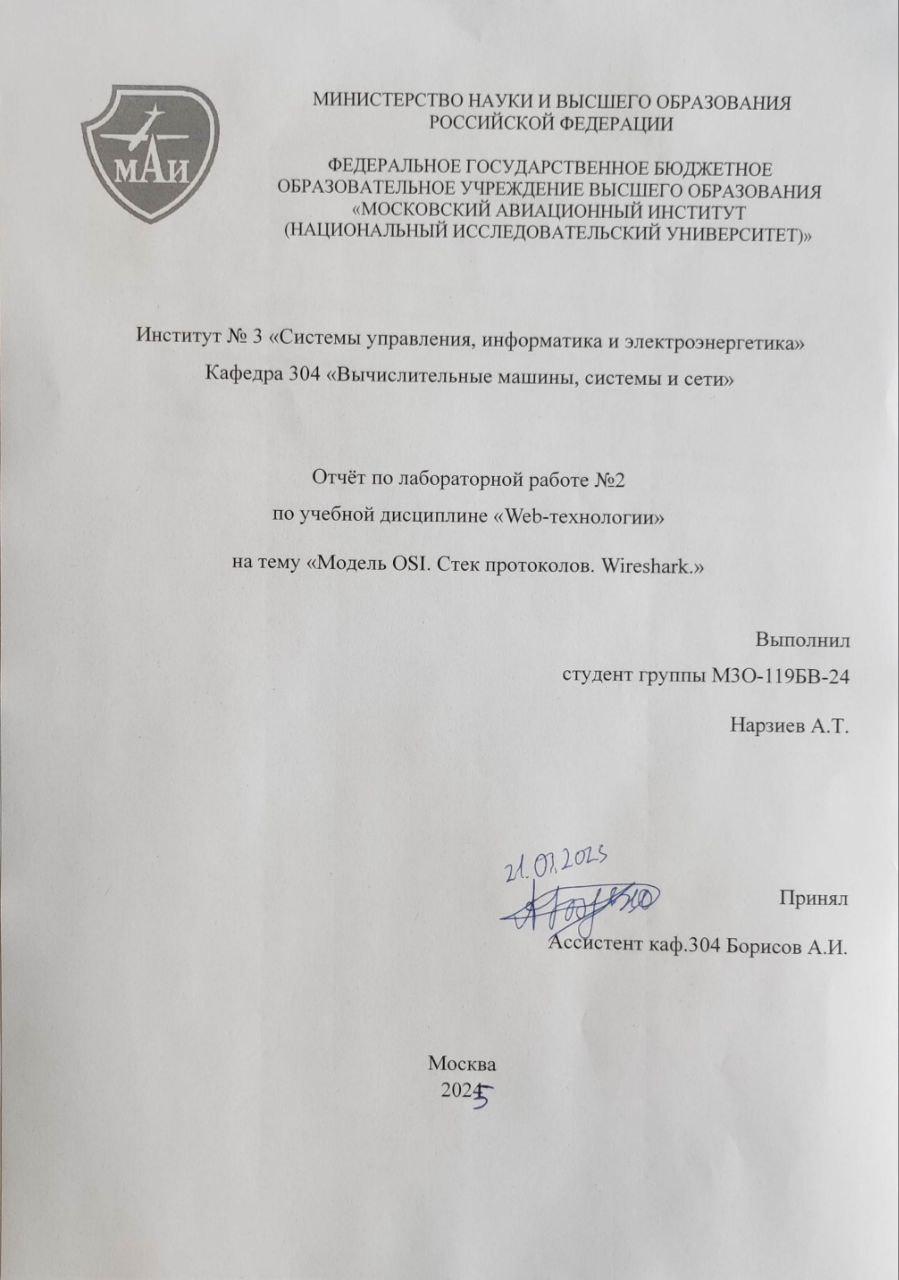 МАИ
МИНИСТЕРСТВО НАУКИ И ВЫСШЕГО ОБРАЗОВАНИЯ
РОССИЙСКОЙ ФЕДЕРАЦИИ
ФЕДЕРАЛЬНОЕ ГОСУДАРСТВЕННОЕ БЮДЖЕТНОЕ
ОБРАЗОВАТЕЛЬНОЕ УЧРЕЖДЕНИЕ ВЫСШЕГО ОБРАЗОВАНИЯ
«МОСКОВСКИЙ АВИАЦИОННЫЙ ИНСТИТУТ
(НАЦИОНАЛЬНЫЙ ИССЛЕДОВАТЕЛЬСКИЙ УНИВЕРСИТЕТ)»
Институт № 3 «Системы управления, информатика и электроэнергетика»
Кафедра 304 «Вычислительные машины, системы и сети»
Отчёт по лабораторной работе №2
по учебной дисциплине «Web-технологии»
на тему «Модель OSI. Стек протоколов. Wireshark.»
Выполнил
студент группы М3О-119БВ-24
Нарзиев А.Т.
21.03.2025
Принял
Ассистент каф.304 Борисов А.И.
Москва
2025